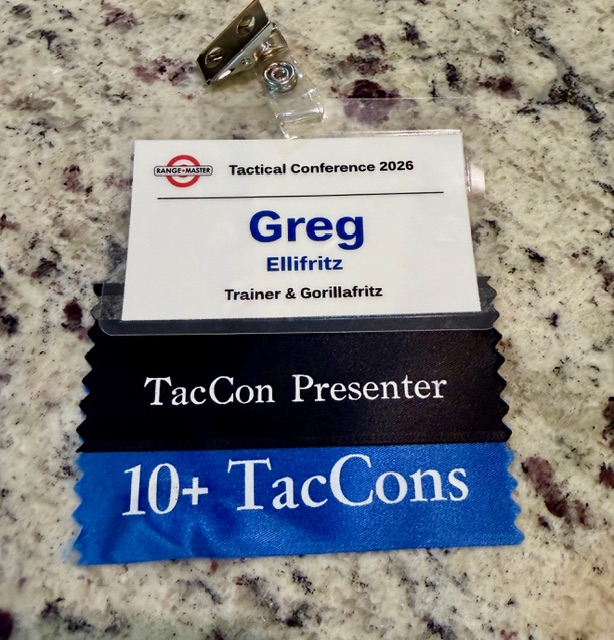 RANGE★MASTER
Tactical Conference 2026
Greg
Ellifritz
Trainer & Gorillafritz
TacCon Presenter
10+ TacCons